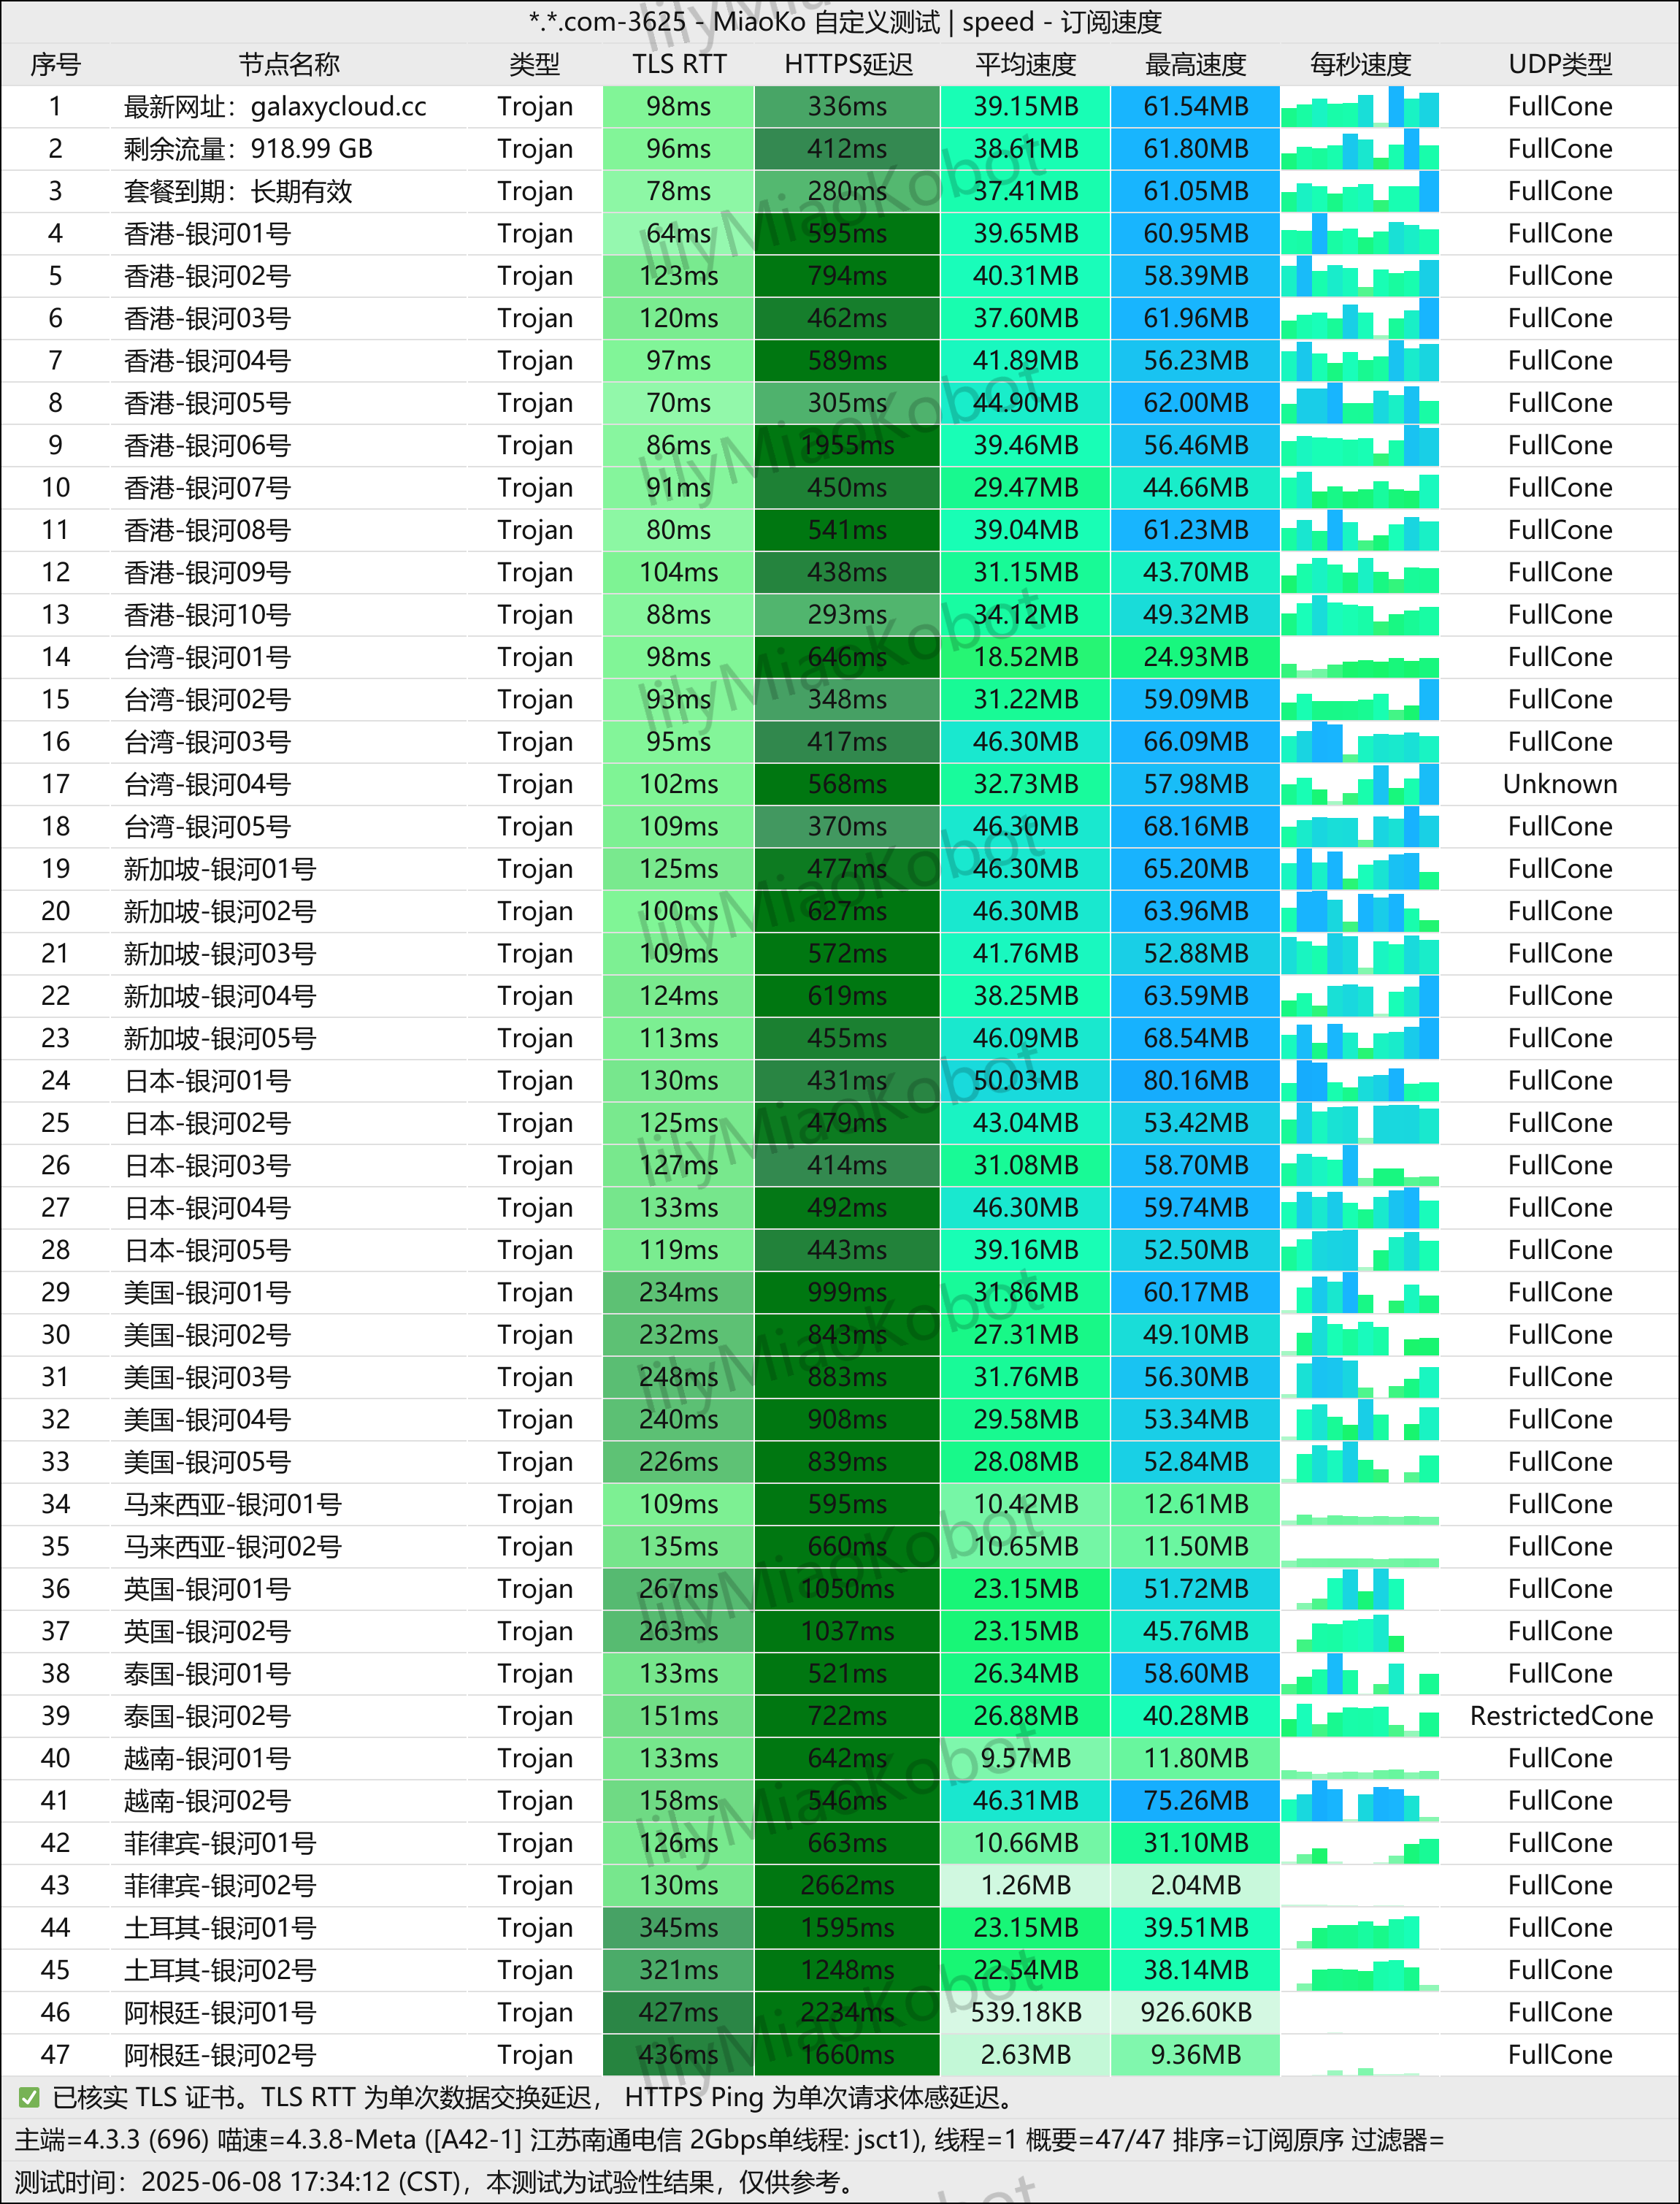 *.*.com-3625 - MiaoKo 自定义测试 | speed - 订阅速度
序号 节点名称 类型 TLS RTT HTTPS延迟 平均速度 最高速度 每秒速度 UDP类型
1 最新网址：galaxycloud.cc Trojan 98ms 336ms 39.15MB 61.54MB FullCone
2 剩余流量：918.99 GB Trojan 96ms 412ms 38.61MB 61.80MB FullCone
3 套餐到期：长期有效 Trojan 78ms 280ms 37.41MB 61.05MB FullCone
4 香港-银河01号 Trojan 64ms 595ms 39.65MB 60.95MB FullCone
5 香港-银河02号 Trojan 123ms 794ms 40.31MB 58.39MB FullCone
6 香港-银河03号 Trojan 120ms 462ms 37.60MB 61.96MB FullCone
7 香港-银河04号 Trojan 97ms 589ms 41.89MB 56.23MB FullCone
8 香港-银河05号 Trojan 70ms 305ms 44.90MB 62.00MB FullCone
9 香港-银河06号 Trojan 86ms 1955ms 39.46MB 56.46MB FullCone
10 香港-银河07号 Trojan 91ms 450ms 29.47MB 44.66MB FullCone
11 香港-银河08号 Trojan 80ms 541ms 39.04MB 61.23MB FullCone
12 香港-银河09号 Trojan 104ms 438ms 31.15MB 43.70MB FullCone
13 香港-银河10号 Trojan 88ms 293ms 34.12MB 49.32MB FullCone
14 台湾-银河01号 Trojan 98ms 646ms 18.52MB 24.93MB FullCone
15 台湾-银河02号 Trojan 93ms 348ms 31.22MB 59.09MB FullCone
16 台湾-银河03号 Trojan 95ms 417ms 46.30MB 66.09MB FullCone
17 台湾-银河04号 Trojan 102ms 568ms 32.73MB 57.98MB Unknown
18 台湾-银河05号 Trojan 109ms 370ms 46.30MB 68.16MB FullCone
19 新加坡-银河01号 Trojan 125ms 477ms 46.30MB 65.20MB FullCone
20 新加坡-银河02号 Trojan 100ms 627ms 46.30MB 63.96MB FullCone
21 新加坡-银河03号 Trojan 109ms 572ms 41.76MB 52.88MB FullCone
22 新加坡-银河04号 Trojan 124ms 619ms 38.25MB 63.59MB FullCone
23 新加坡-银河05号 Trojan 113ms 455ms 46.09MB 68.54MB FullCone
24 日本-银河01号 Trojan 130ms 431ms 50.03MB 80.16MB FullCone
25 日本-银河02号 Trojan 125ms 479ms 43.04MB 53.42MB FullCone
26 日本-银河03号 Trojan 127ms 414ms 31.08MB 58.70MB FullCone
27 日本-银河04号 Trojan 133ms 492ms 46.30MB 59.74MB FullCone
28 日本-银河05号 Trojan 119ms 443ms 39.16MB 52.50MB FullCone
29 美国-银河01号 Trojan 234ms 999ms 31.86MB 60.17MB FullCone
30 美国-银河02号 Trojan 232ms 843ms 27.31MB 49.10MB FullCone
31 美国-银河03号 Trojan 248ms 883ms 31.76MB 56.30MB FullCone
32 美国-银河04号 Trojan 240ms 908ms 29.58MB 53.34MB FullCone
33 美国-银河05号 Trojan 226ms 839ms 28.08MB 52.84MB FullCone
34 马来西亚-银河01号 Trojan 109ms 595ms 10.42MB 12.61MB FullCone
35 马来西亚-银河02号 Trojan 135ms 660ms 10.65MB 11.50MB FullCone
36 英国-银河01号 Trojan 267ms 1050ms 23.15MB 51.72MB FullCone
37 英国-银河02号 Trojan 263ms 1037ms 23.15MB 45.76MB FullCone
38 泰国-银河01号 Trojan 133ms 521ms 26.34MB 58.60MB FullCone
39 泰国-银河02号 Trojan 151ms 722ms 26.88MB 40.28MB RestrictedCone
40 越南-银河01号 Trojan 133ms 642ms 9.57MB 11.80MB FullCone
41 越南-银河02号 Trojan 158ms 546ms 46.31MB 75.26MB FullCone
42 菲律宾-银河01号 Trojan 126ms 663ms 10.66MB 31.10MB FullCone
43 菲律宾-银河02号 Trojan 130ms 2662ms 1.26MB 2.04MB FullCone
44 土耳其-银河01号 Trojan 345ms 1595ms 23.15MB 39.51MB FullCone
45 土耳其-银河02号 Trojan 321ms 1248ms 22.54MB 38.14MB FullCone
46 阿根廷-银河01号 Trojan 427ms 2234ms 539.18KB 926.60KB FullCone
47 阿根廷-银河02号 Trojan 436ms 1660ms 2.63MB 9.36MB FullCone
✅ 已核实 TLS 证书。TLS RTT 为单次数据交换延迟， HTTPS Ping 为单次请求体感延迟。
主端=4.3.3 (696) 喵速=4.3.8-Meta ([A42-1] 江苏南通电信 2Gbps单线程: jsct1), 线程=1 概要=47/47 排序=订阅原序 过滤器=
测试时间：2025-06-08 17:34:12 (CST)，本测试为试验性结果，仅供参考。
lilyMiaoKobot
lilyMiaoKobot
lilyMiaoKobot
lilyMiaoKobot
lilyMiaoKobot
lilyMiaoKobot
lilyMiaoKobot
lilyMiaoKobot
lilyMiaoKobot